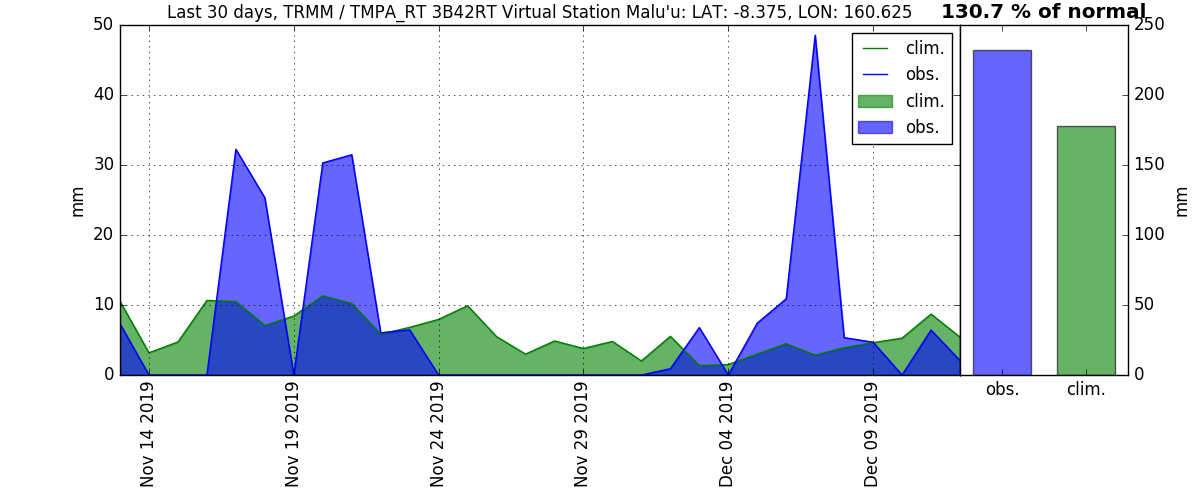 Last 30 days, TRMM / TMPA_RT 3B42RT Virtual Station Malu'u: LAT: -8.375, LON: 160.625
130.7 % of normal
50
40
30
20
10
0
mm
clim.
obs.
clim.
obs.
250
200
150
100
50
0
mm
obs.
clim.
Nov 14 2019
Nov 19 2019
Nov 24 2019
Nov 29 2019
Dec 04 2019
Dec 09 2019